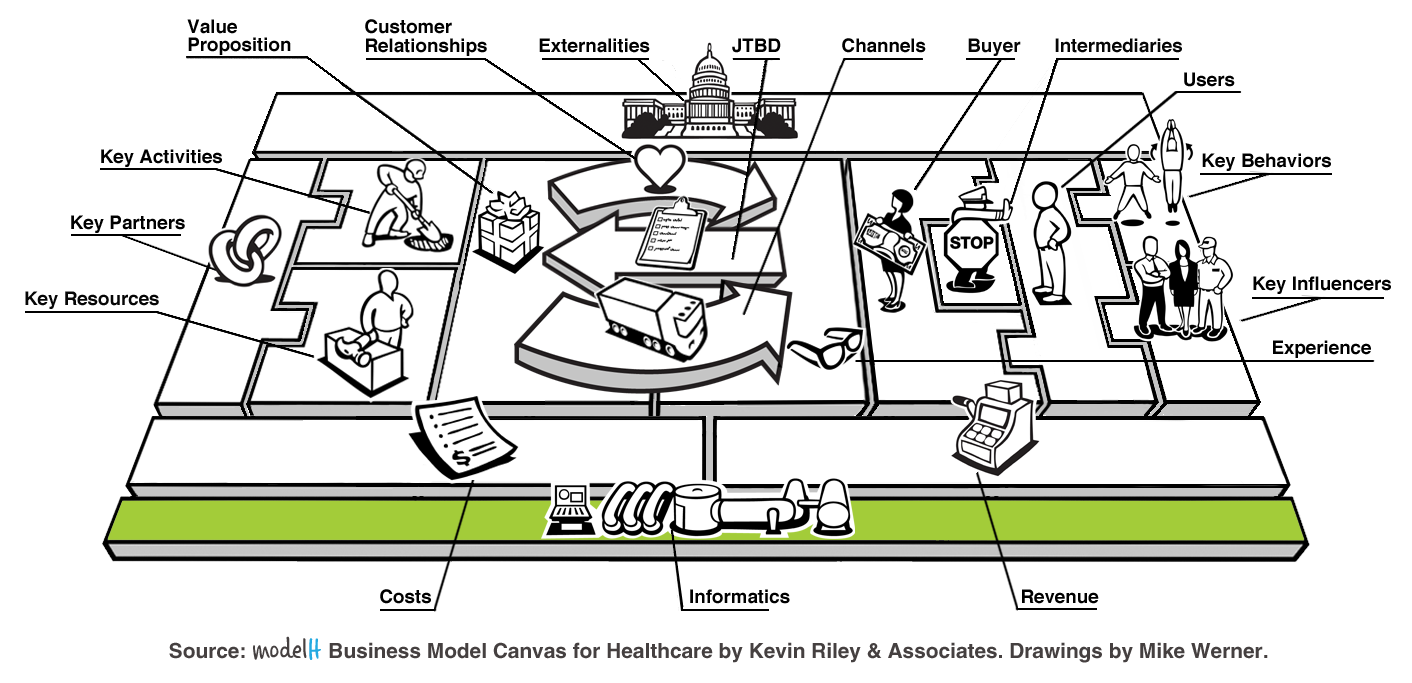 Value
Proposition
Customer
Relationships
Externalities
JTBD
Channels
Buyer
Intermediaries
Users
Key Activities
Key Behaviors
Key Partners
STOP
Key Resources
Key Influencers
Experience
$
Costs
Informatics
Revenue
Source: modelH Business Model Canvas for Healthcare by Kevin Riley & Associates. Drawings by Mike Werner.